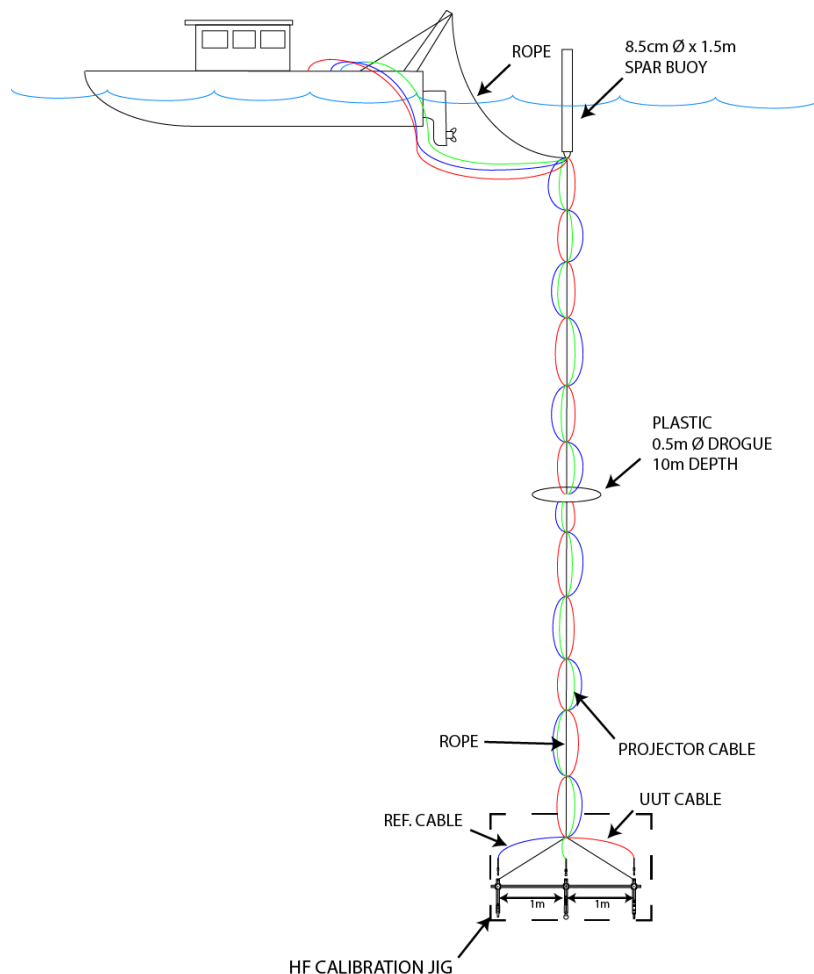 ROPE
8.5cm Ø x 1.5m
SPAR BUOY
PLASTIC
0.5m Ø DROGUE
10m DEPTH
ROPE
PROJECTOR CABLE
UUT CABLE
REF. CABLE
1m
1m
HF CALIBRATION JIG